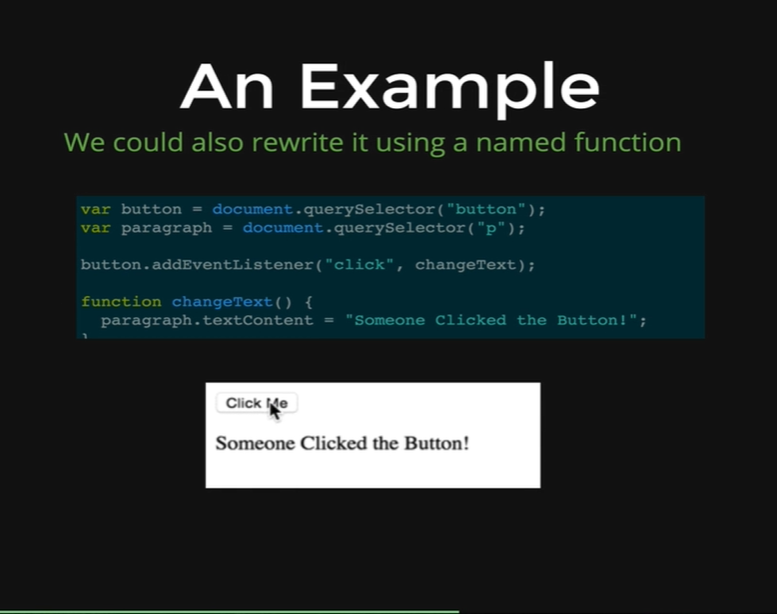 An Example
We could also rewrite it using a named function
var button = document.querySelector("button");
var paragraph = document.querySelector("p");
button.addEventListener("click", changeText);
function changeText() {
paragraph.textContent = "Someone Clicked the Button!";
}
Click Me
Someone Clicked the Button!